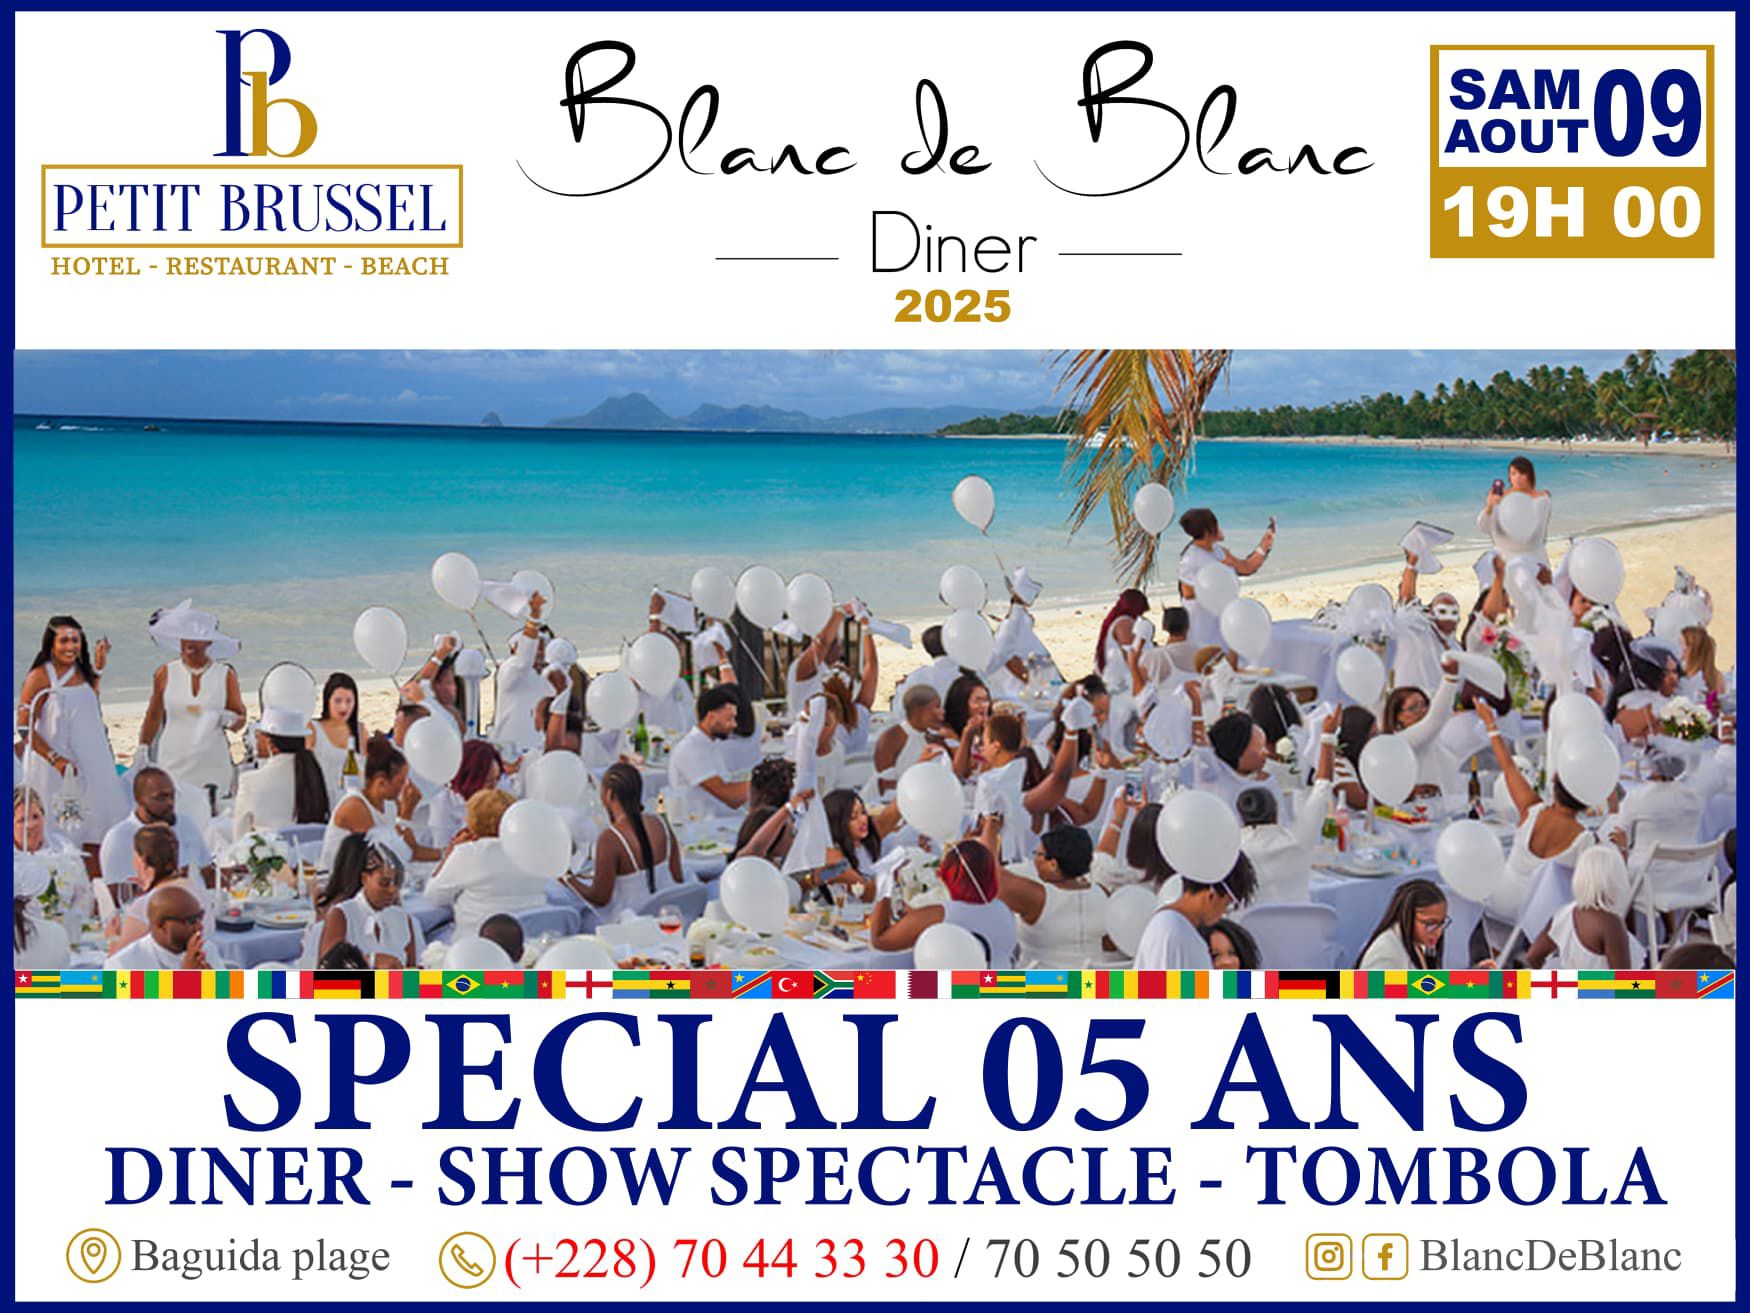 Pb
PETIT BRUSSEL
HOTEL - RESTAURANT - BEACH
Blanc de Blanc
Diner
2025
SAM
AOUT
09
19H 00
SPECIAL 05 ANS
DINER - SHOW SPECTACLE - TOMBOLA
Baguida plage
(+228) 70 44 33 30 / 70 50 50 50
BlancDeBlanc